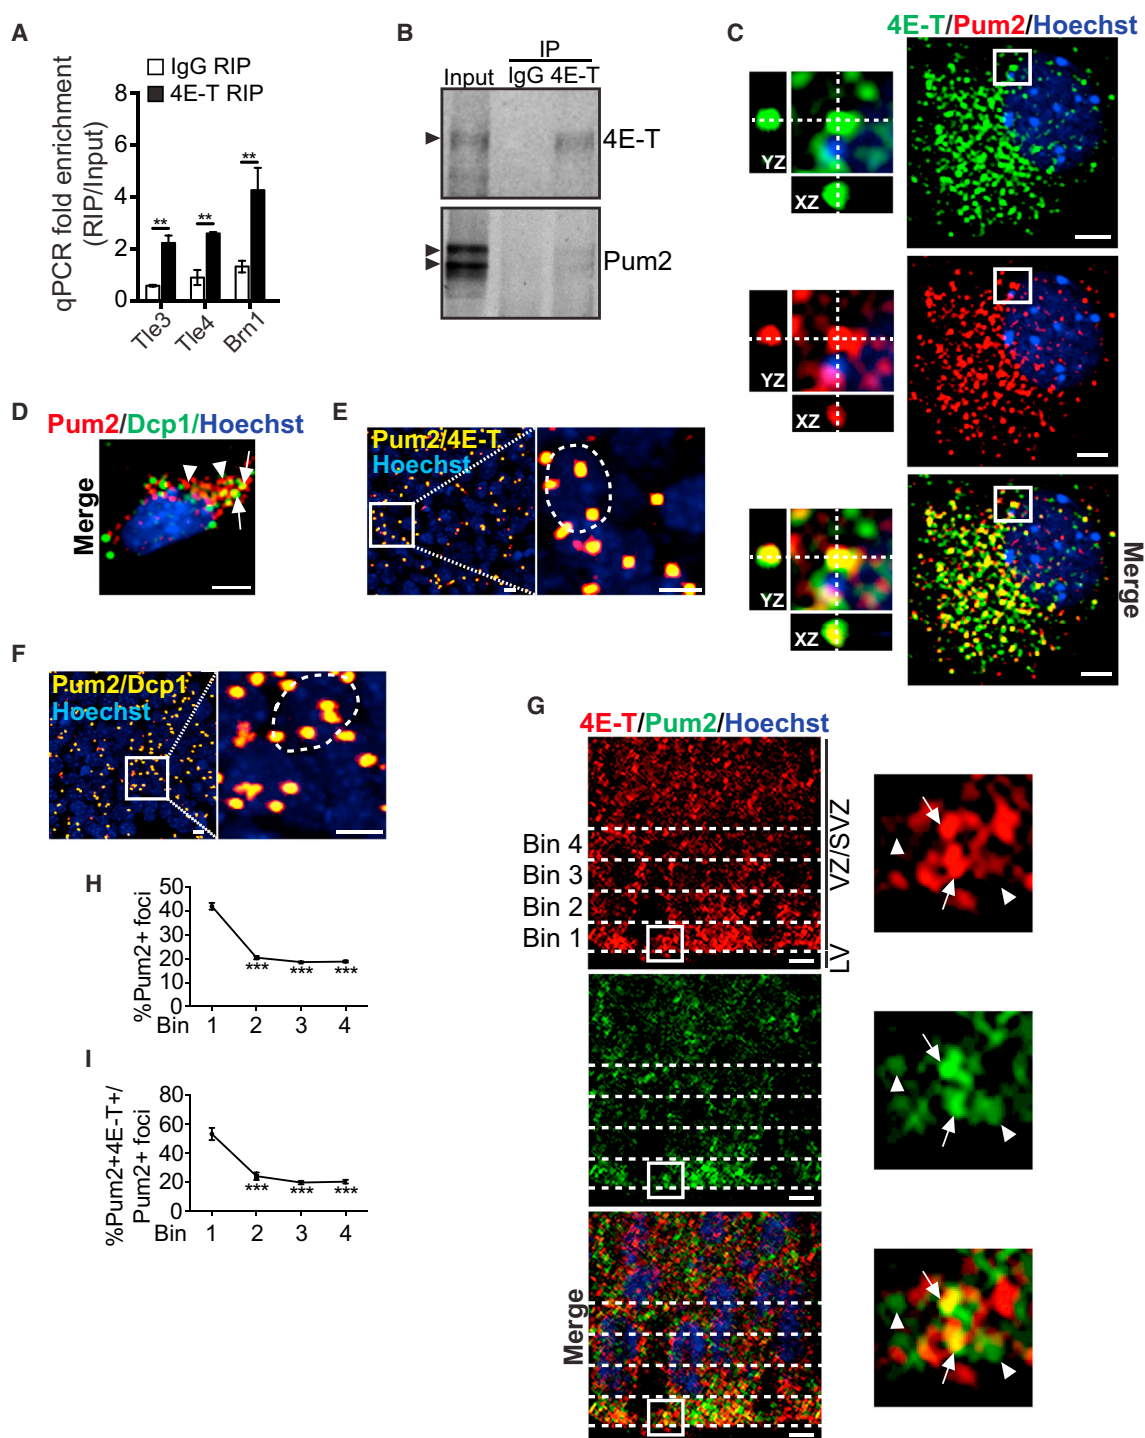 A
IgG RIP
4E-T RIP
qPCR fold enrichment
(RIP/Input)
8
6
4
2
0
**
**
**
Tle3
Tle4
Brn1
B
IP
Input
IgG
4E-T
4E-T
Pum2
C
4E-T/Pum2/Hoechst
YZ
XZ
YZ
XZ
YZ
XZ
Merge
D
Pum2/Dcp1/Hoechst
Merge
E
Pum2/4E-T
Hoechst
F
Pum2/Dcp1
Hoechst
G
4E-T/Pum2/Hoechst
Bin 4
Bin 3
Bin 2
Bin 1
VZ/SVZ
LV
Merge
H
%Pum2+ foci
50
40
30
20
10
0
***
***
***
Bin 1 2 3 4
I
%Pum2+4E-T+/
Pum2+ foci
80
60
40
20
0
***
***
***
Bin 1 2 3 4